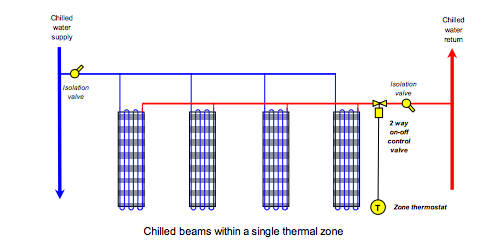 Chilled
water
supply
Chilled
water
return
Isolation
valve
Isolation
valve
2 way
on-off
control
valve
T
Zone thermostat
Chilled beams within a single thermal zone